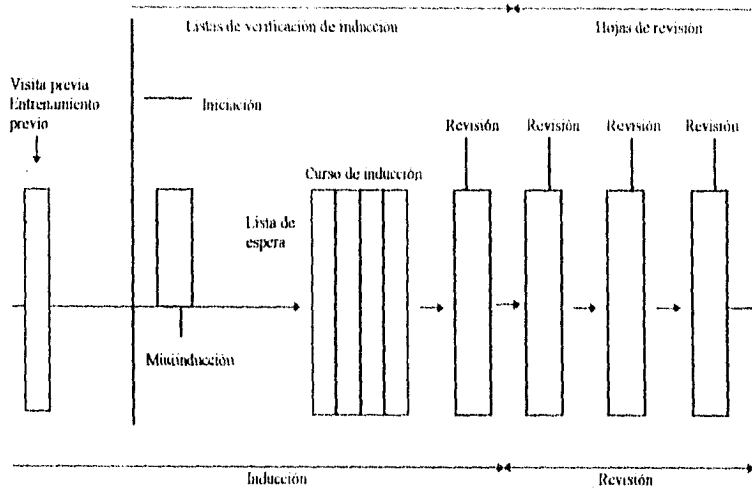 Listas de verificación de inducción
Hojas de revisión
Visita previa
Entrenamiento
previo
Iniciación
Revisión
Revisión
Revisión
Revisión
Curso de inducción
Lista de
espera
Mininducción
Inducción
Revisión